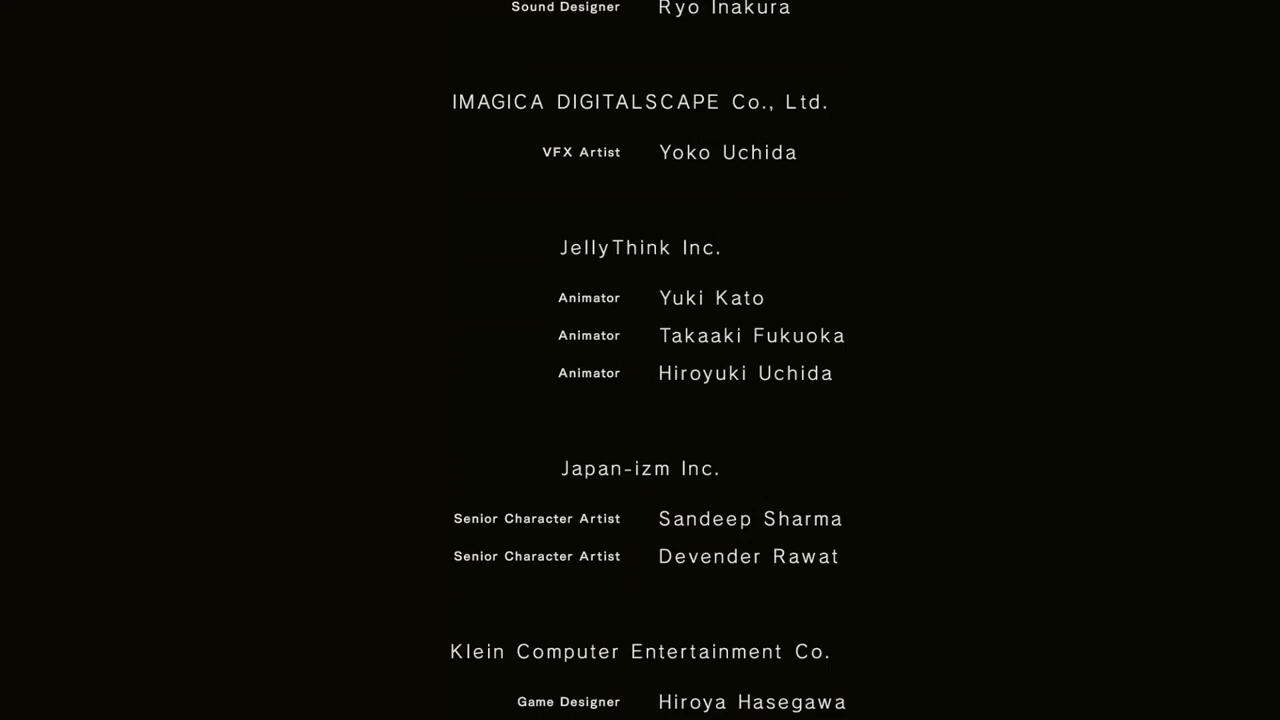 Sound Designer Ryo Inakura
IMAGICA DIGITALSCAPE Co., Ltd.
VFX Artist Yoko Uchida
JellyThink Inc.
Animator Yuki Kato
Animator Takaaki Fukuoka
Animator Hiroyuki Uchida
Japan-izm Inc.
Senior Character Artist Sandeep Sharma
Senior Character Artist Devender Rawat
Klein Computer Entertainment Co.
Game Designer Hiroya Hasegawa